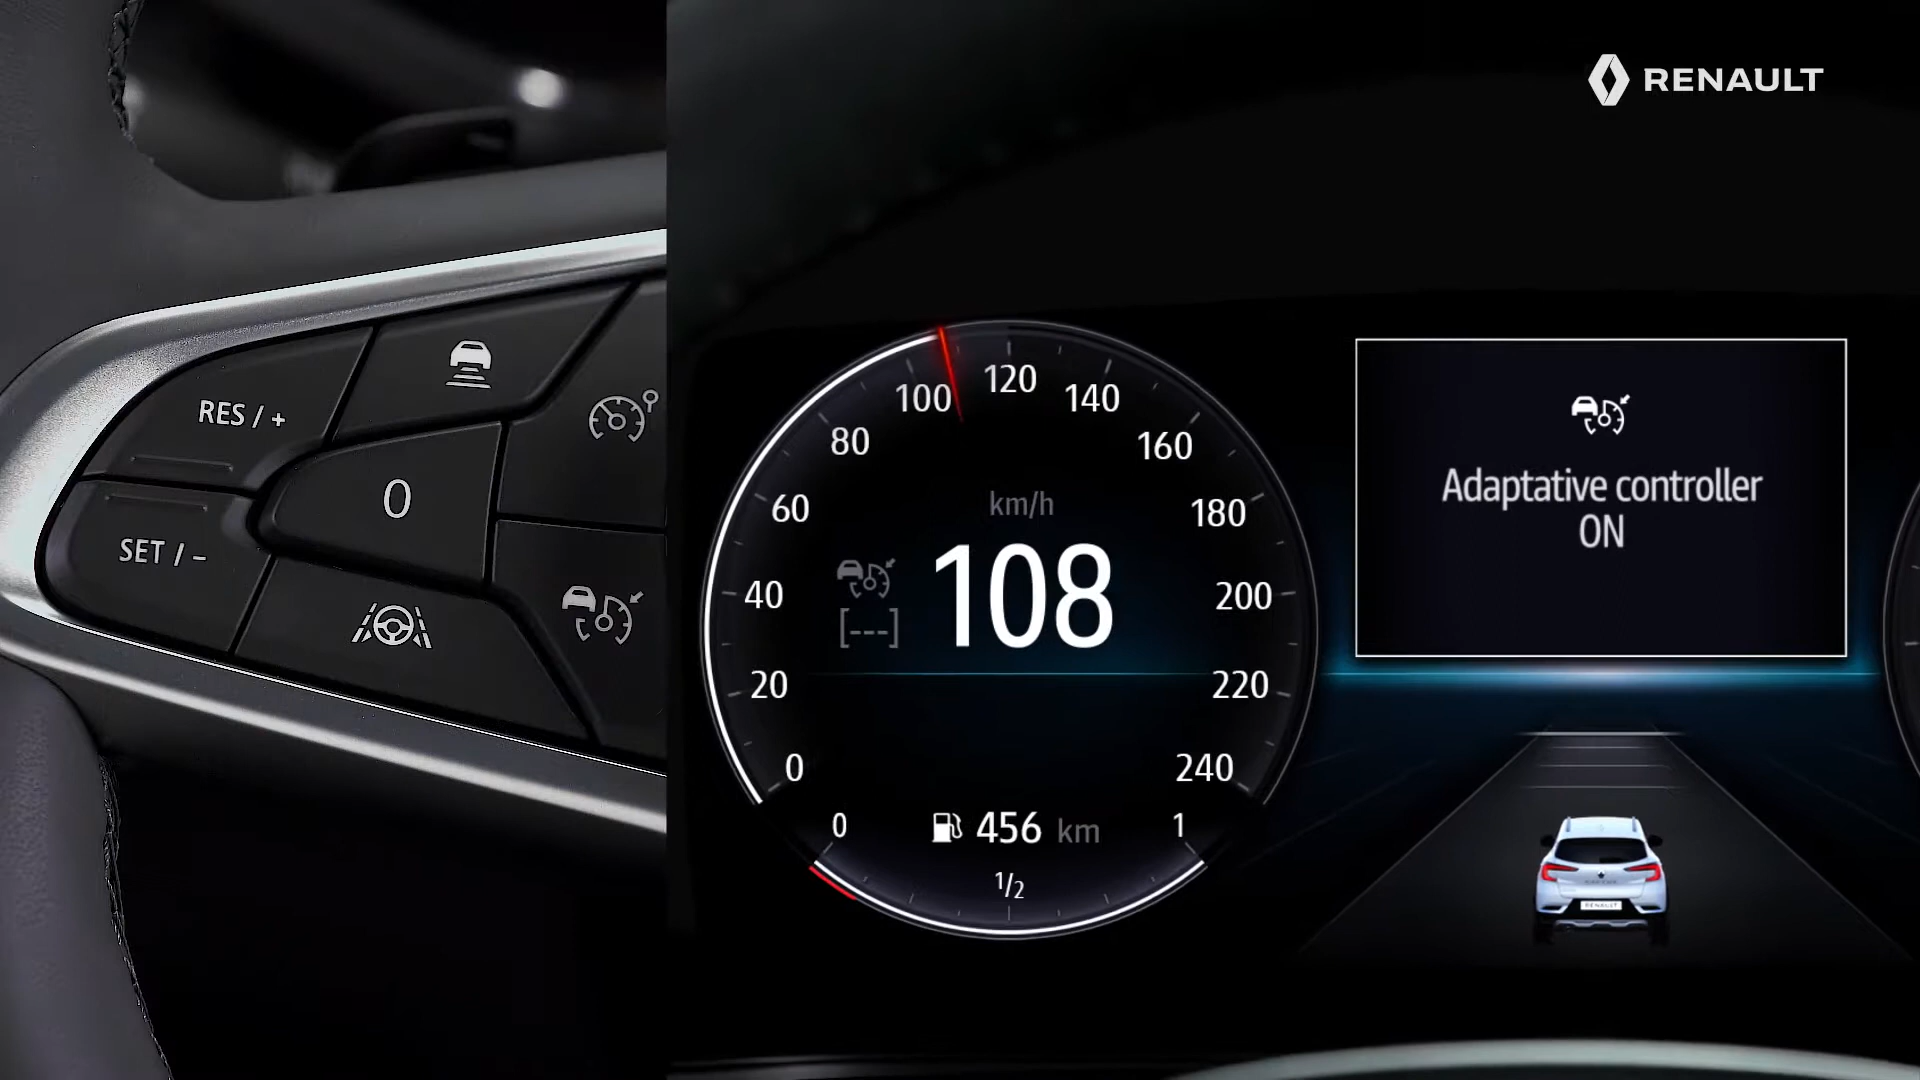 RENAULT
RES / +
0
SET / –
100
120
140
80
160
60
180
40
200
20
220
0
240
km/h
108
[---]
0
456 km
1
1/2
Adaptative controller
ON
RENAULT